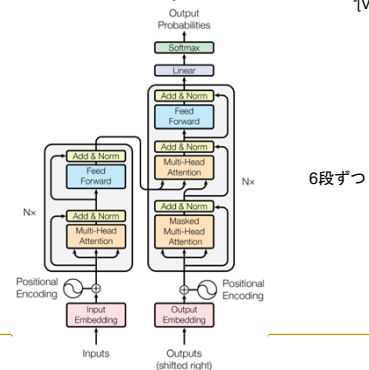 Output
Probabilities
Softmax
Linear
Add & Norm
Feed
Forward
Add & Norm
Multi-Head
Attention
Add & Norm
Masked
Multi-Head
Attention
Nx
Add & Norm
Feed
Forward
Add & Norm
Multi-Head
Attention
Nx
Positional
Encoding
Positional
Encoding
Input
Embedding
Output
Embedding
Inputs
Outputs
(shifted right)
6段ずつ